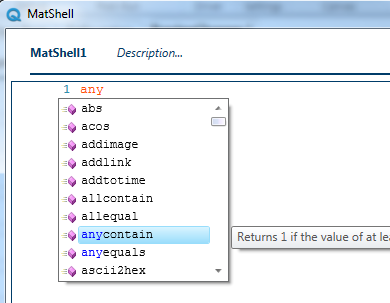 MatShell
MatShell1 Description...
1 any
abs
acos
addimage
addlink
addtotime
allcontain
allequal
anycontain
Returns 1 if the value of at lea
anyequals
ascii2hex